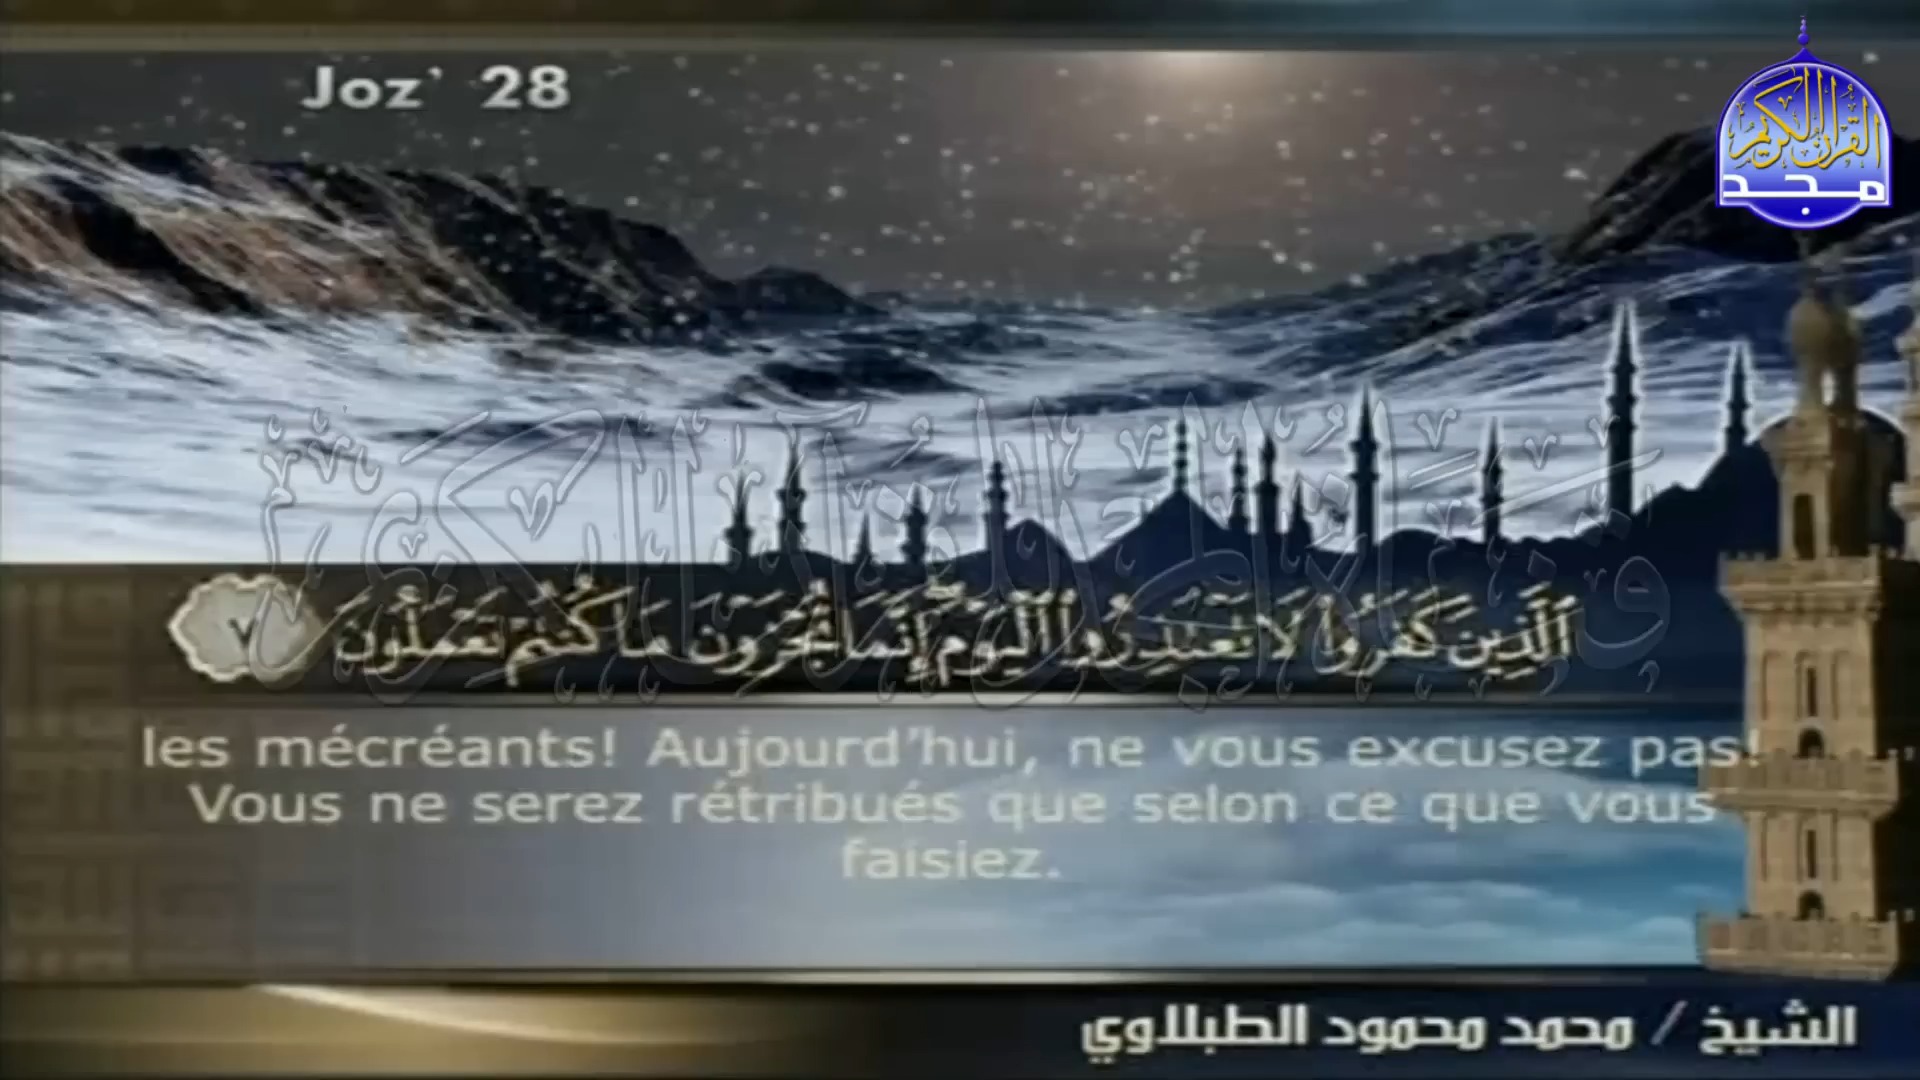 Joz' 28
القرآن الكريم
مجد
ٱلَّذِينَ كَفَرُوا۟ لَا تَعْتَذِرُوا۟ ٱلْيَوْمَ إِنَّمَا تُجْزَوْنَ مَا كُنتُمْ تَعْمَلُونَ ٧
les mécréants! Aujourd'hui, ne vous excusez pas!
Vous ne serez rétribués que selon ce que vous
faisiez.
الشيخ / محمد محمود الطبلاوي